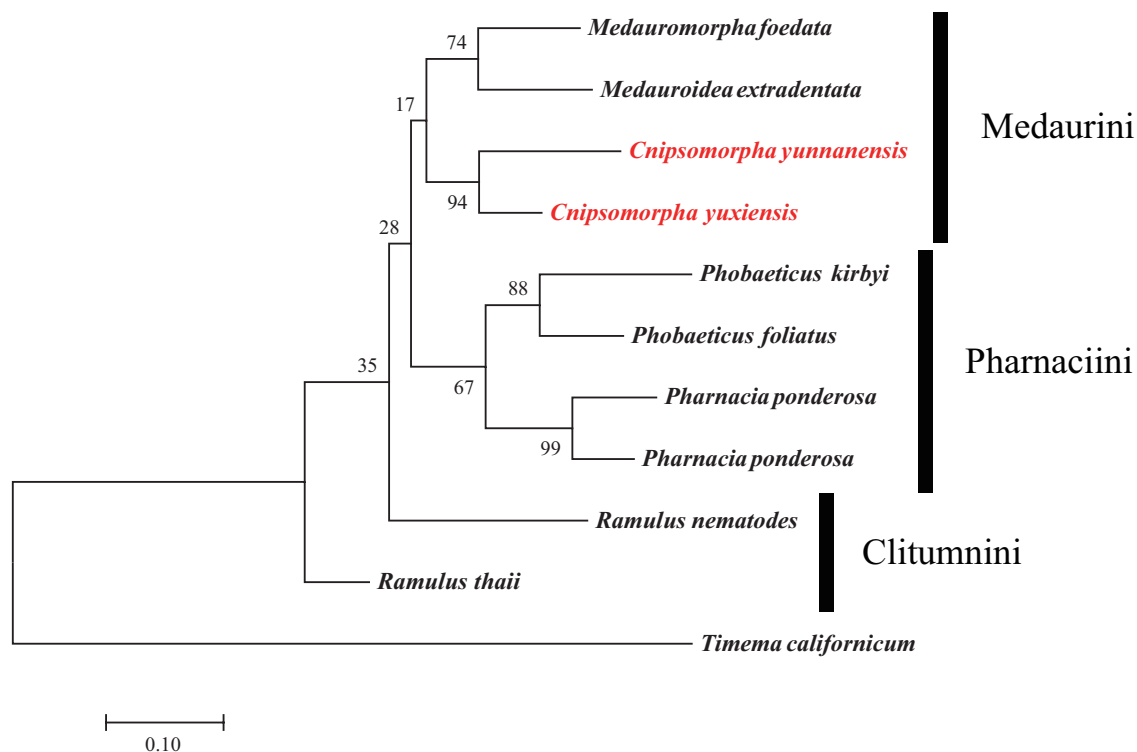 Medauromorpha foedata
74
Medauroidea extradentata
17
Medaurini
Cnipsomorpha yunnanensis
94
Cnipsomorpha yuxiensis
28
Phobaeticus kirbyi
88
Phobaeticus foliatus
35
Pharnaciini
67
Pharnacia ponderosa
99
Pharnacia ponderosa
Ramulus nematodes
Clitumnini
Ramulus thaii
Timema californicum
0.10